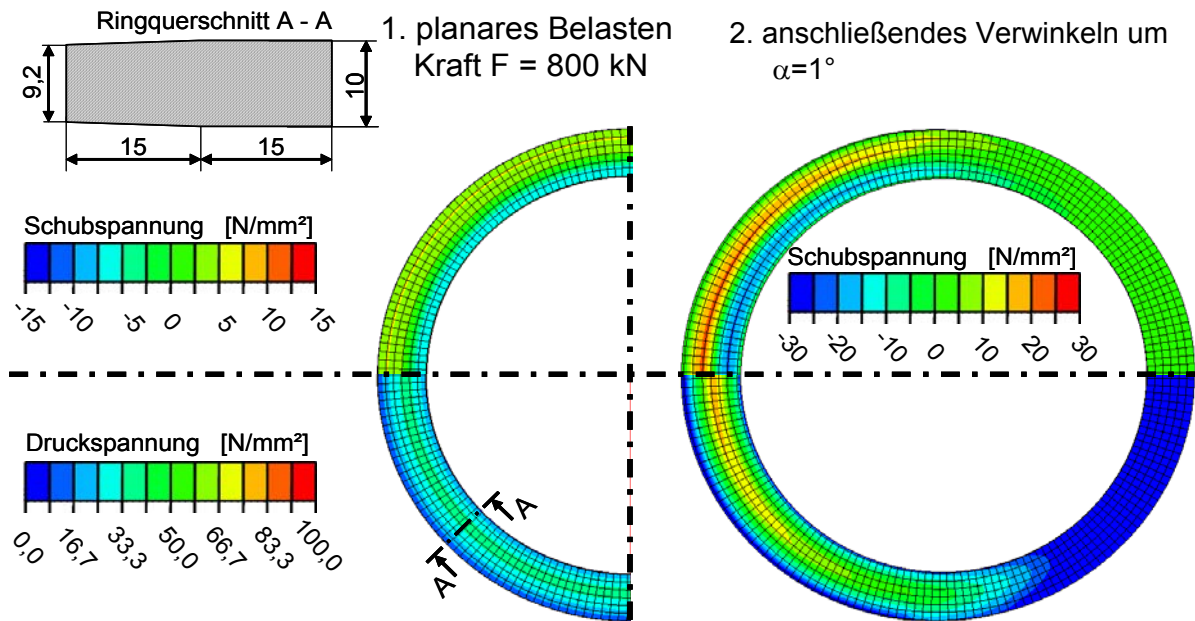 Ringquerschnitt A - A
9,2
10
15
15
1. planares Belasten
Kraft F = 800 kN
2. anschließendes Verwinkeln um
α=1°
Schubspannung [N/mm²]
-15
-10
-5
0
5
10
15
Schubspannung [N/mm²]
-30
-20
-10
0
10
20
30
Druckspannung [N/mm²]
0,0
16,7
33,3
50,0
66,7
83,3
100,0
A
A